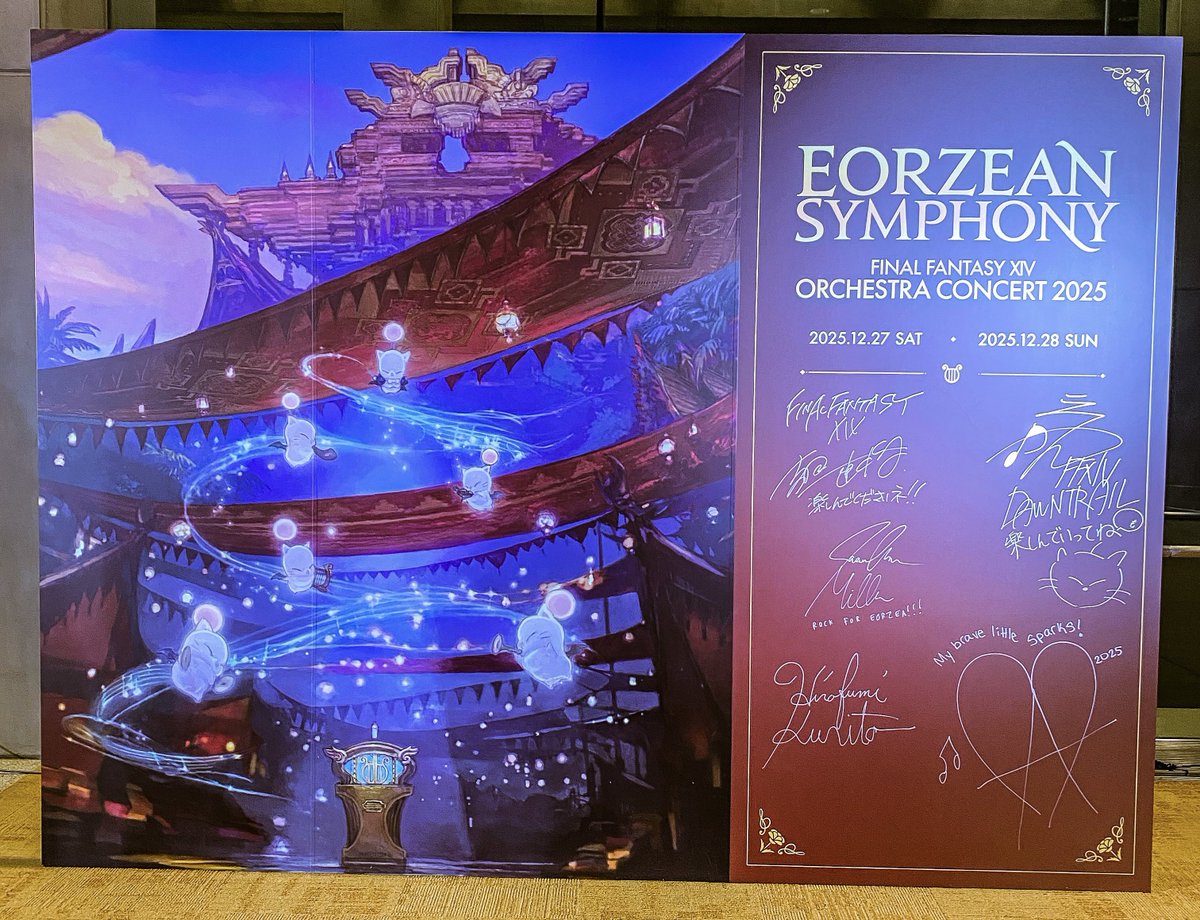 EORZEAN
SYMPHONY
FINAL FANTASY XIV
ORCHESTRA CONCERT 2025
2025.12.27 SAT
2025.12.28 SUN
FINAL FANTASY
XIV
楽しんでくださいネ!!
FFXIV
DAWNTRAIL
楽しんでいってね
ROCK FOR EORZEA!!!
My brave little sparks!
2025
Hirofumi
Kurita